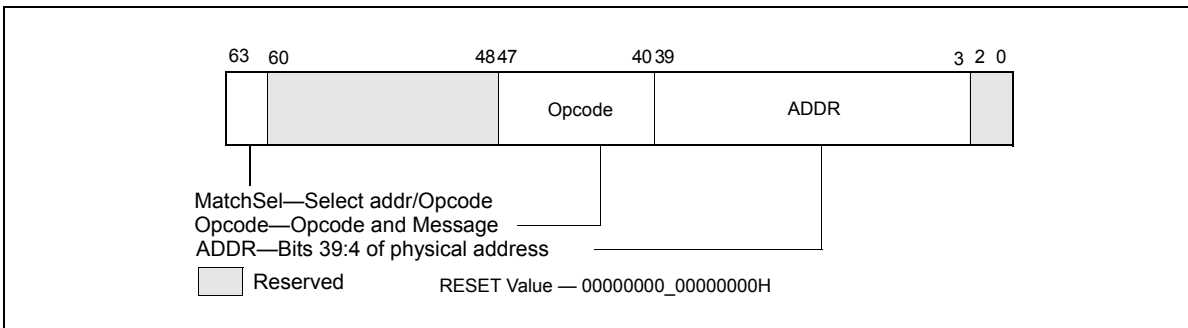 63 60 48 47 40 39 3 2 0
Opcode ADDR
MatchSel—Select addr/Opcode
Opcode—Opcode and Message
ADDR—Bits 39:4 of physical address
Reserved RESET Value — 00000000_00000000H